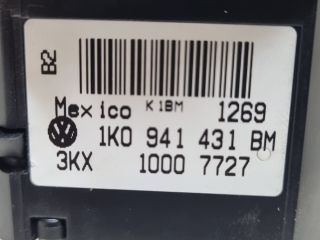 B2
Mexico K1BM 1269
1K0 941 431 BM
3KX 1000 7727